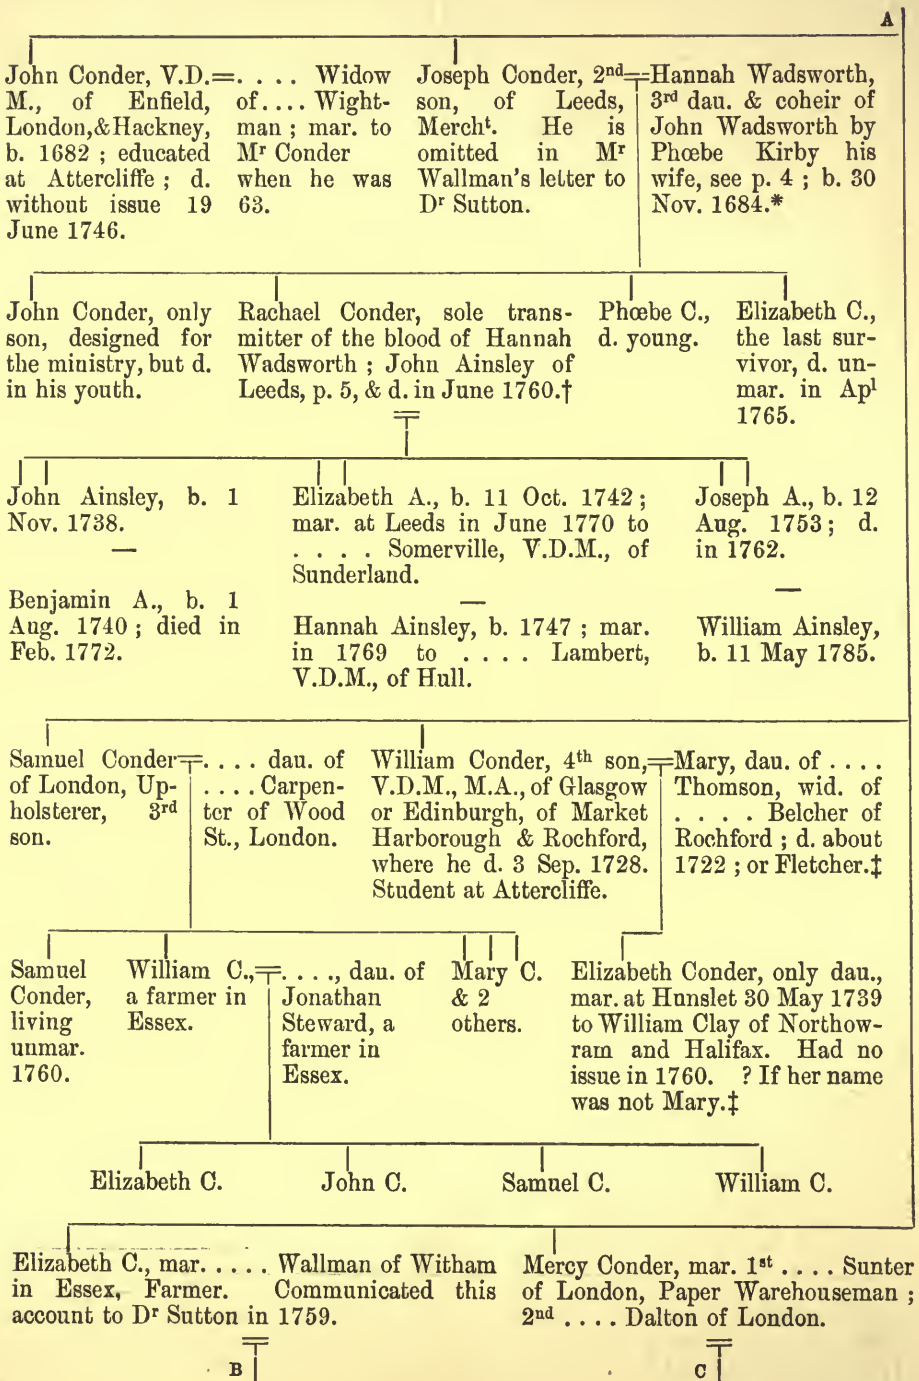 A
John Conder, V.D.
M., of Enfield,
London,&Hackney,
b. 1682 ; educated
at Attercliffe ; d.
without issue 19
June 1746.
=. . . . Widow
of. . . . Wight-
man ; mar. to
Mr Conder
when he was
63.
Joseph Conder, 2nd
son, of Leeds,
Mercht. He is
omitted in Mr
Wallman's letter to
Dr Sutton.
=Hannah Wadsworth,
3rd dau. & coheir of
John Wadsworth by
Phœbe Kirby his
wife, see p. 4 ; b. 30
Nov. 1684.*
John Conder, only
son, designed for
the ministry, but d.
in his youth.
Rachael Conder, sole trans-
mitter of the blood of Hannah
Wadsworth ; John Ainsley of
Leeds, p. 5, & d. in June 1760.†
Phœbe C.,
d. young.
Elizabeth C.,
the last sur-
vivor, d. un-
mar. in Apl
1765.
John Ainsley, b. 1
Nov. 1738.
—
Benjamin A., b. 1
Aug. 1740 ; died in
Feb. 1772.
Elizabeth A., b. 11 Oct. 1742 ;
mar. at Leeds in June 1770 to
. . . . Somerville, V.D.M., of
Sunderland.
—
Hannah Ainsley, b. 1747 ; mar.
in 1769 to . . . . Lambert,
V.D.M., of Hull.
Joseph A., b. 12
Aug. 1753 ; d.
in 1762.
—
William Ainsley,
b. 11 May 1785.
Samuel Conder
of London, Up-
holsterer, 3rd
son.
=. . . . dau. of
. . . . Carpen-
ter of Wood
St., London.
William Conder, 4th son,
V.D.M., M.A., of Glasgow
or Edinburgh, of Market
Harborough & Rochford,
where he d. 3 Sep. 1728.
Student at Attercliffe.
=Mary, dau. of . . . .
Thomson, wid. of
. . . . Belcher of
Rochford ; d. about
1722 ; or Fletcher.‡
Samuel
Conder,
living
unmar.
1760.
William C.,
a farmer in
Essex.
=. . . ., dau. of
Jonathan
Steward, a
farmer in
Essex.
Mary C.
& 2
others.
Elizabeth Conder, only dau.,
mar. at Hunslet 30 May 1739
to William Clay of Northow-
ram and Halifax. Had no
issue in 1760. ? If her name
was not Mary.‡
Elizabeth C. John C. Samuel C. William C.
Elizabeth C., mar. . . . . Wallman of Witham
in Essex, Farmer. Communicated this
account to Dr Sutton in 1759.
B
Mercy Conder, mar. 1st . . . . Sunter
of London, Paper Warehouseman ;
2nd . . . . Dalton of London.
C